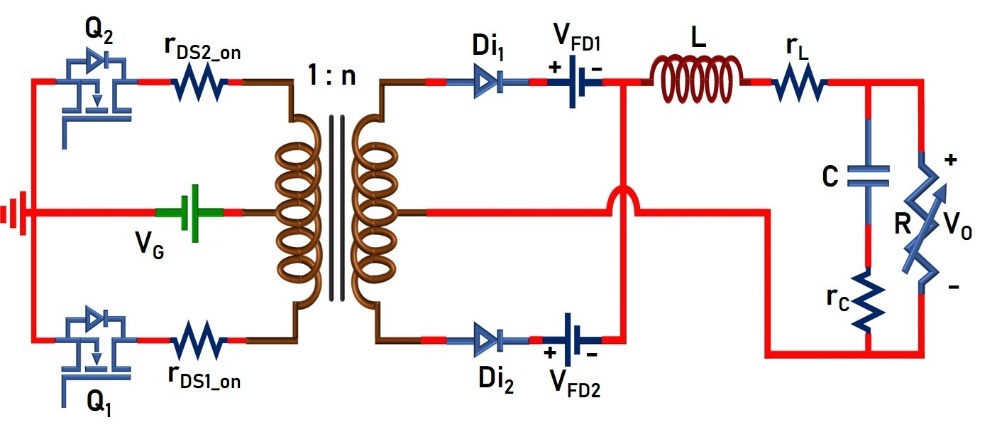 Q₂
r_DS2_on
1 : n
Di₁
+ V_FD1 -
L
r_L
C
+
R
V_O
-
V_G
r_C
r_DS1_on
Q₁
Di₂
+ V_FD2 -